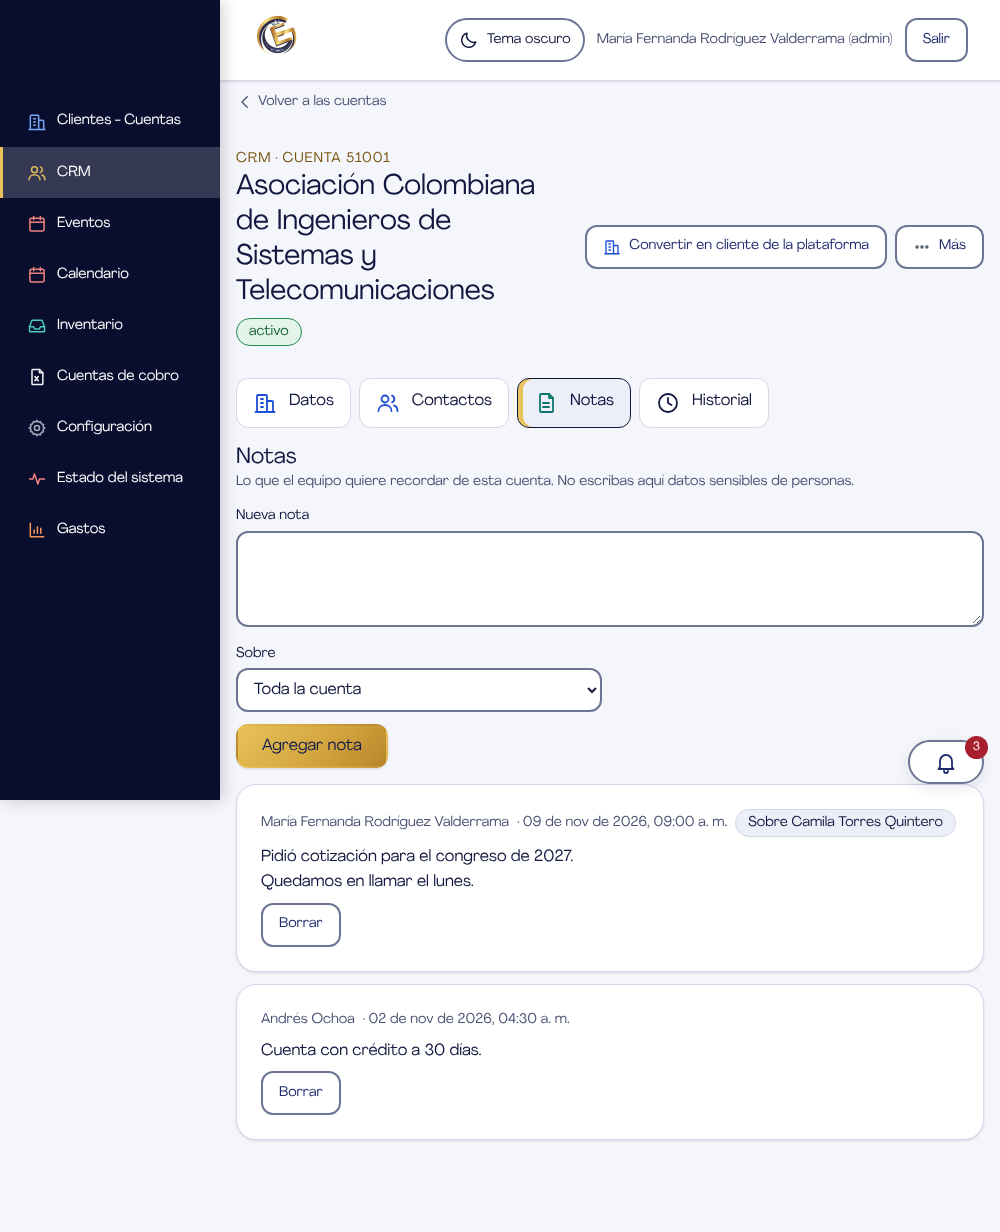 Tema oscuro
María Fernanda Rodríguez Valderrama (admin)
Salir
Clientes - Cuentas
CRM
Eventos
Calendario
Inventario
Cuentas de cobro
Configuración
Estado del sistema
Gastos
Volver a las cuentas
CRM · CUENTA 51001
Asociación Colombiana
de Ingenieros de
Sistemas y
Telecomunicaciones
Convertir en cliente de la plataforma
Más
activo
Datos
Contactos
Notas
Historial
Notas
Lo que el equipo quiere recordar de esta cuenta. No escribas aquí datos sensibles de personas.
Nueva nota
Sobre
Toda la cuenta
Agregar nota
3
María Fernanda Rodríguez Valderrama · 09 de nov de 2026, 09:00 a. m. Sobre Camila Torres Quintero
Pidió cotización para el congreso de 2027.
Quedamos en llamar el lunes.
Borrar
Andrés Ochoa · 02 de nov de 2026, 04:30 a. m.
Cuenta con crédito a 30 días.
Borrar